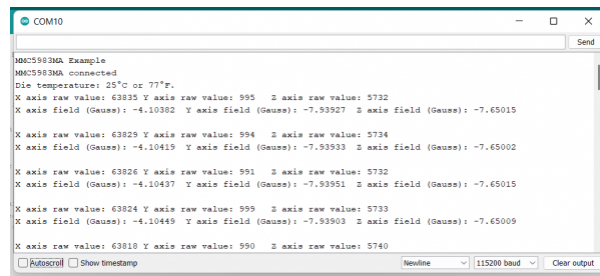 COM10
Send
MMC5983MA Example
MMC5983MA connected
Die temperature: 25°C or 77°F.
X axis raw value: 63835 Y axis raw value: 995   Z axis raw value: 5732
X axis field (Gauss): -4.10382  Y axis field (Gauss): -7.93927  Z axis field (Gauss): -7.65015
X axis raw value: 63829 Y axis raw value: 994   Z axis raw value: 5734
X axis field (Gauss): -4.10419  Y axis field (Gauss): -7.93933  Z axis field (Gauss): -7.65002
X axis raw value: 63826 Y axis raw value: 991   Z axis raw value: 5732
X axis field (Gauss): -4.10437  Y axis field (Gauss): -7.93951  Z axis field (Gauss): -7.65015
X axis raw value: 63824 Y axis raw value: 999   Z axis raw value: 5733
X axis field (Gauss): -4.10449  Y axis field (Gauss): -7.93903  Z axis field (Gauss): -7.65009
X axis raw value: 63818 Y axis raw value: 990   Z axis raw value: 5740
Autoscroll Show timestamp Newline 115200 baud Clear output